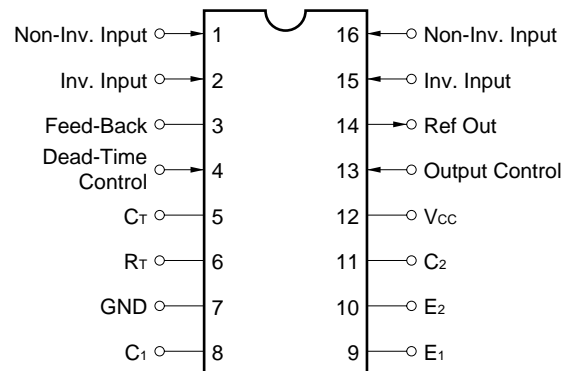 Non-Inv. Input 1 16 Non-Inv. Input
Inv. Input 2 15 Inv. Input
Feed-Back 3 14 Ref Out
Dead-Time
Control 4 13 Output Control
CT 5 12 VCC
RT 6 11 C2
GND 7 10 E2
C1 8 9 E1